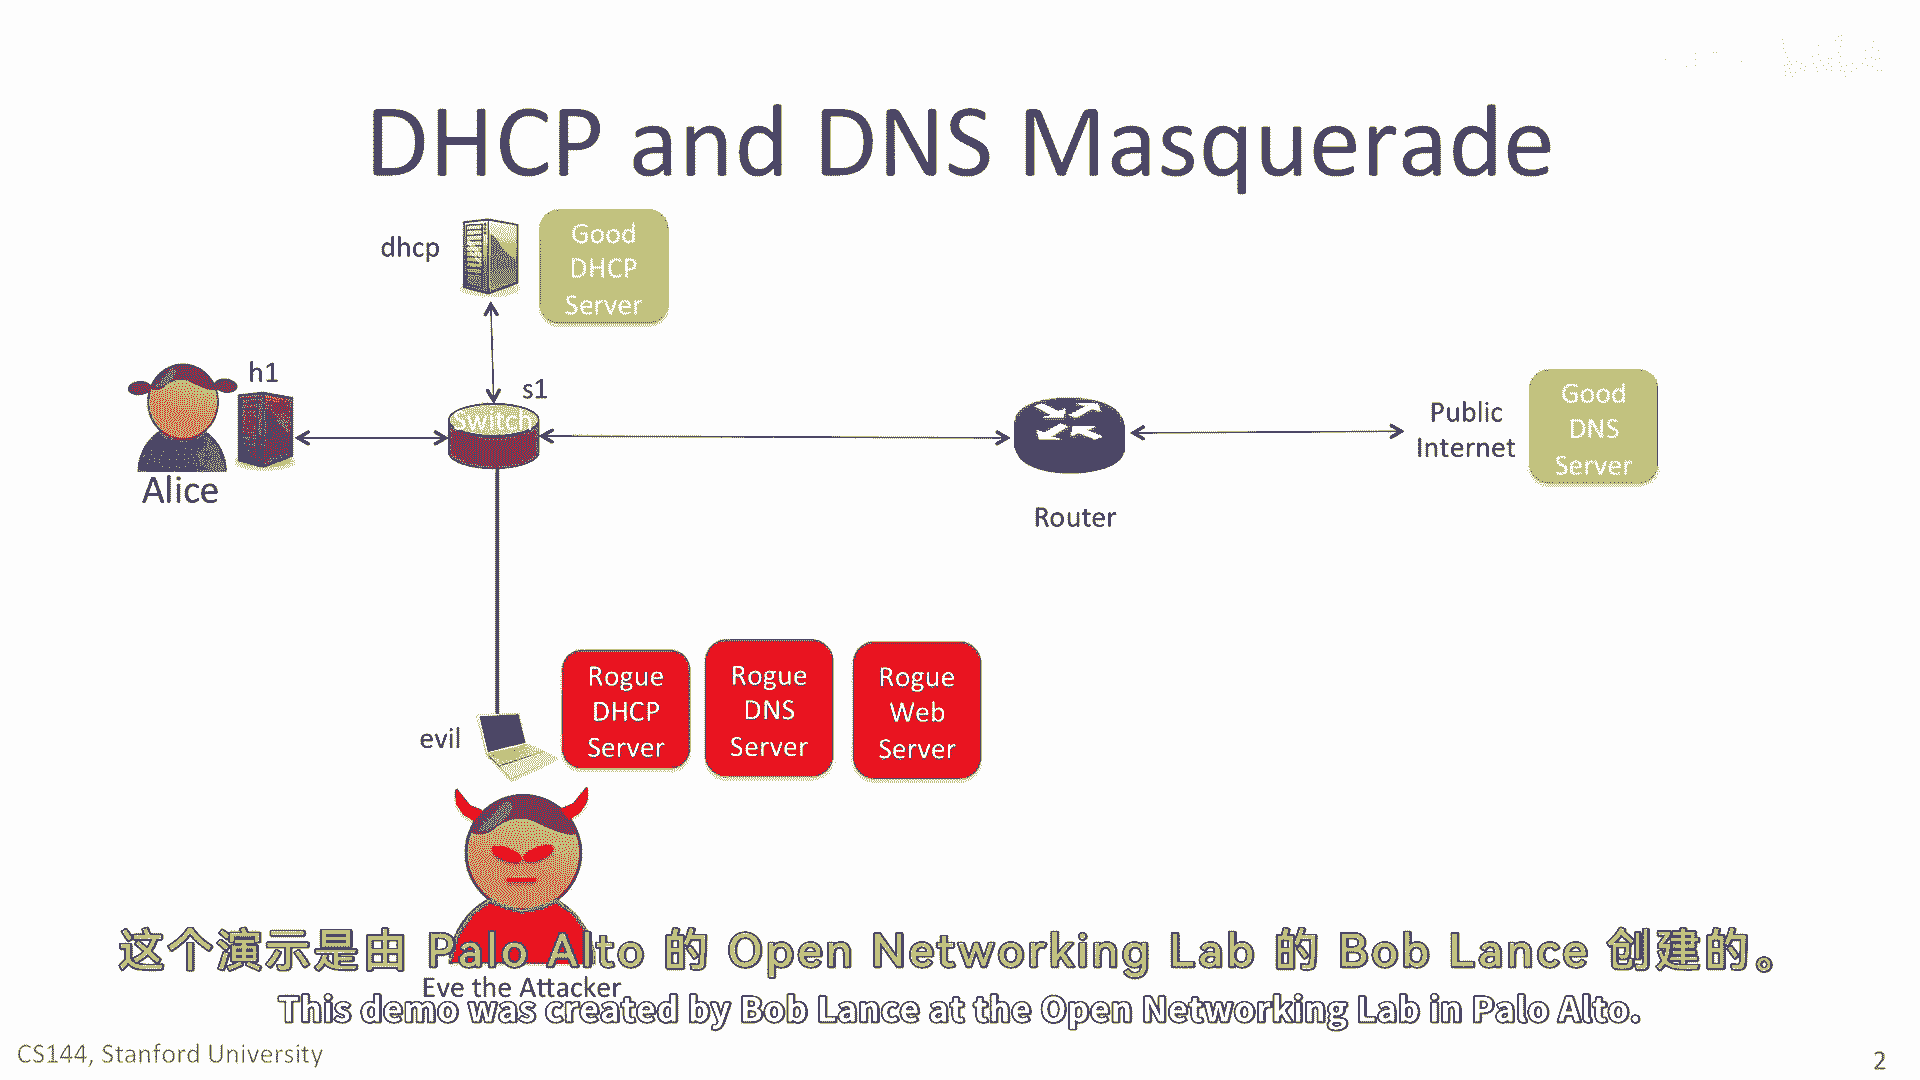 DHCP and DNS Masquerade
dhcp
Good
DHCP
Server
h1
s1
Switch
Alice
Router
Public
Internet
Good
DNS
Server
evil
Rogue
DHCP
Server
Rogue
DNS
Server
Rogue
Web
Server
这个演示是由 Palo Alto 的 Open Networking Lab 的 Bob Lance 创建的。
Eve the Attacker
This demo was created by Bob Lance at the Open Networking Lab in Palo Alto.
CS144, Stanford University
2